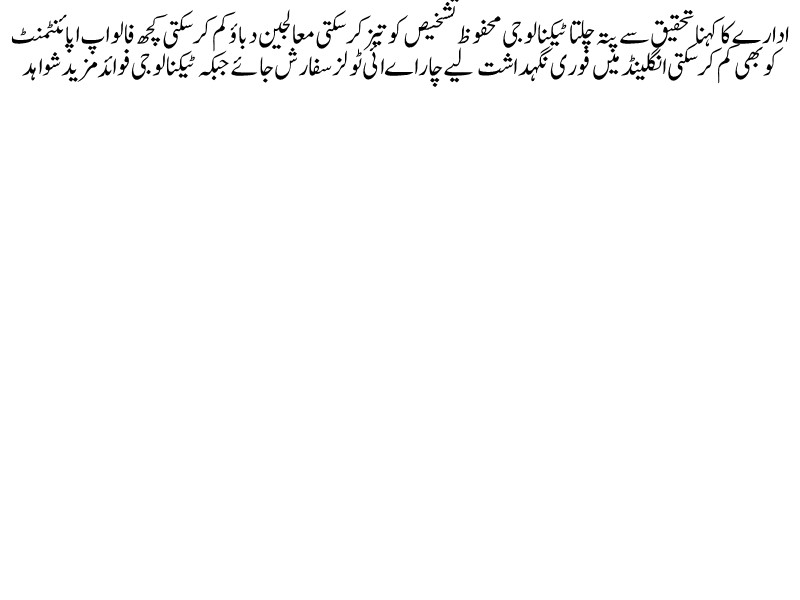 ادارے کا کہنا تحقیق سے پتہ چلتا ٹیکنالوجی محفوظ تشخیص کو تیز کر سکتی معالجین دباؤ کم کر سکتی کچھ فالو اپ اپائنٹمنٹ
کو بھی کم کر سکتی انگلینڈ میں فوری نگہداشت لیے چار اے آئی ٹولز سفارش جائے جبکہ ٹیکنالوجی فوائد مزید شواہد